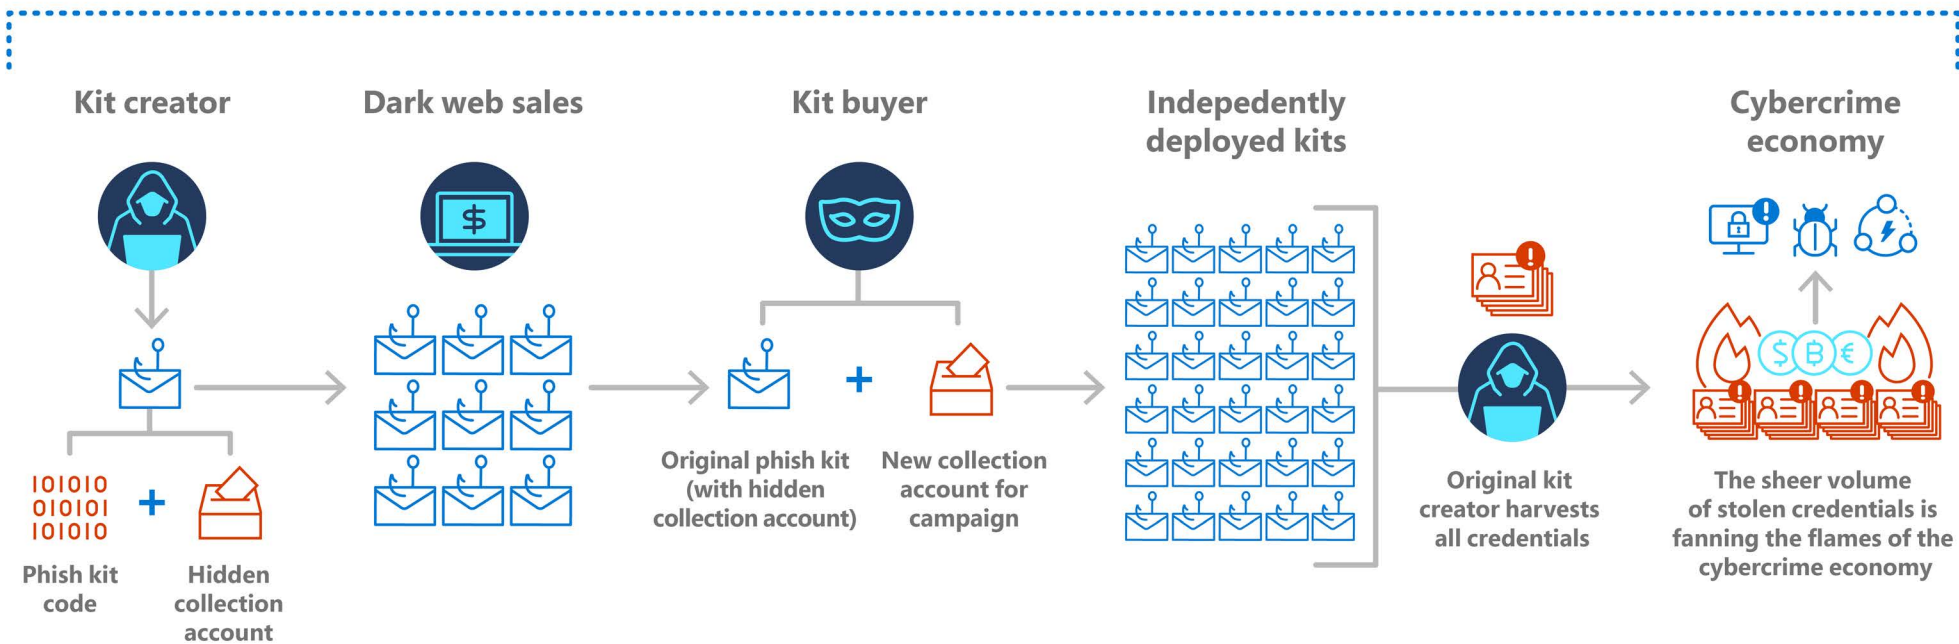 Kit creator
Dark web sales
Kit buyer
Indepedently
deployed kits
Cybercrime
economy
$
101010
010101
101010
+
Phish kit
code
Hidden
collection
account
+
Original phish kit
(with hidden
collection account)
New collection
account for
campaign
!
Original kit
creator harvests
all credentials
!
$ B €
! ! ! !
The sheer volume
of stolen credentials is
fanning the flames of the
cybercrime economy